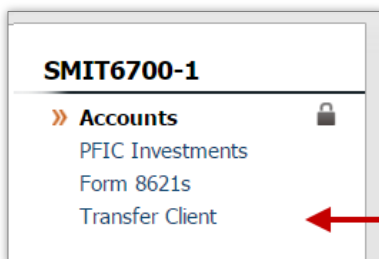 SMIT6700-1
» Accounts
PFIC Investments
Form 8621s
Transfer Client